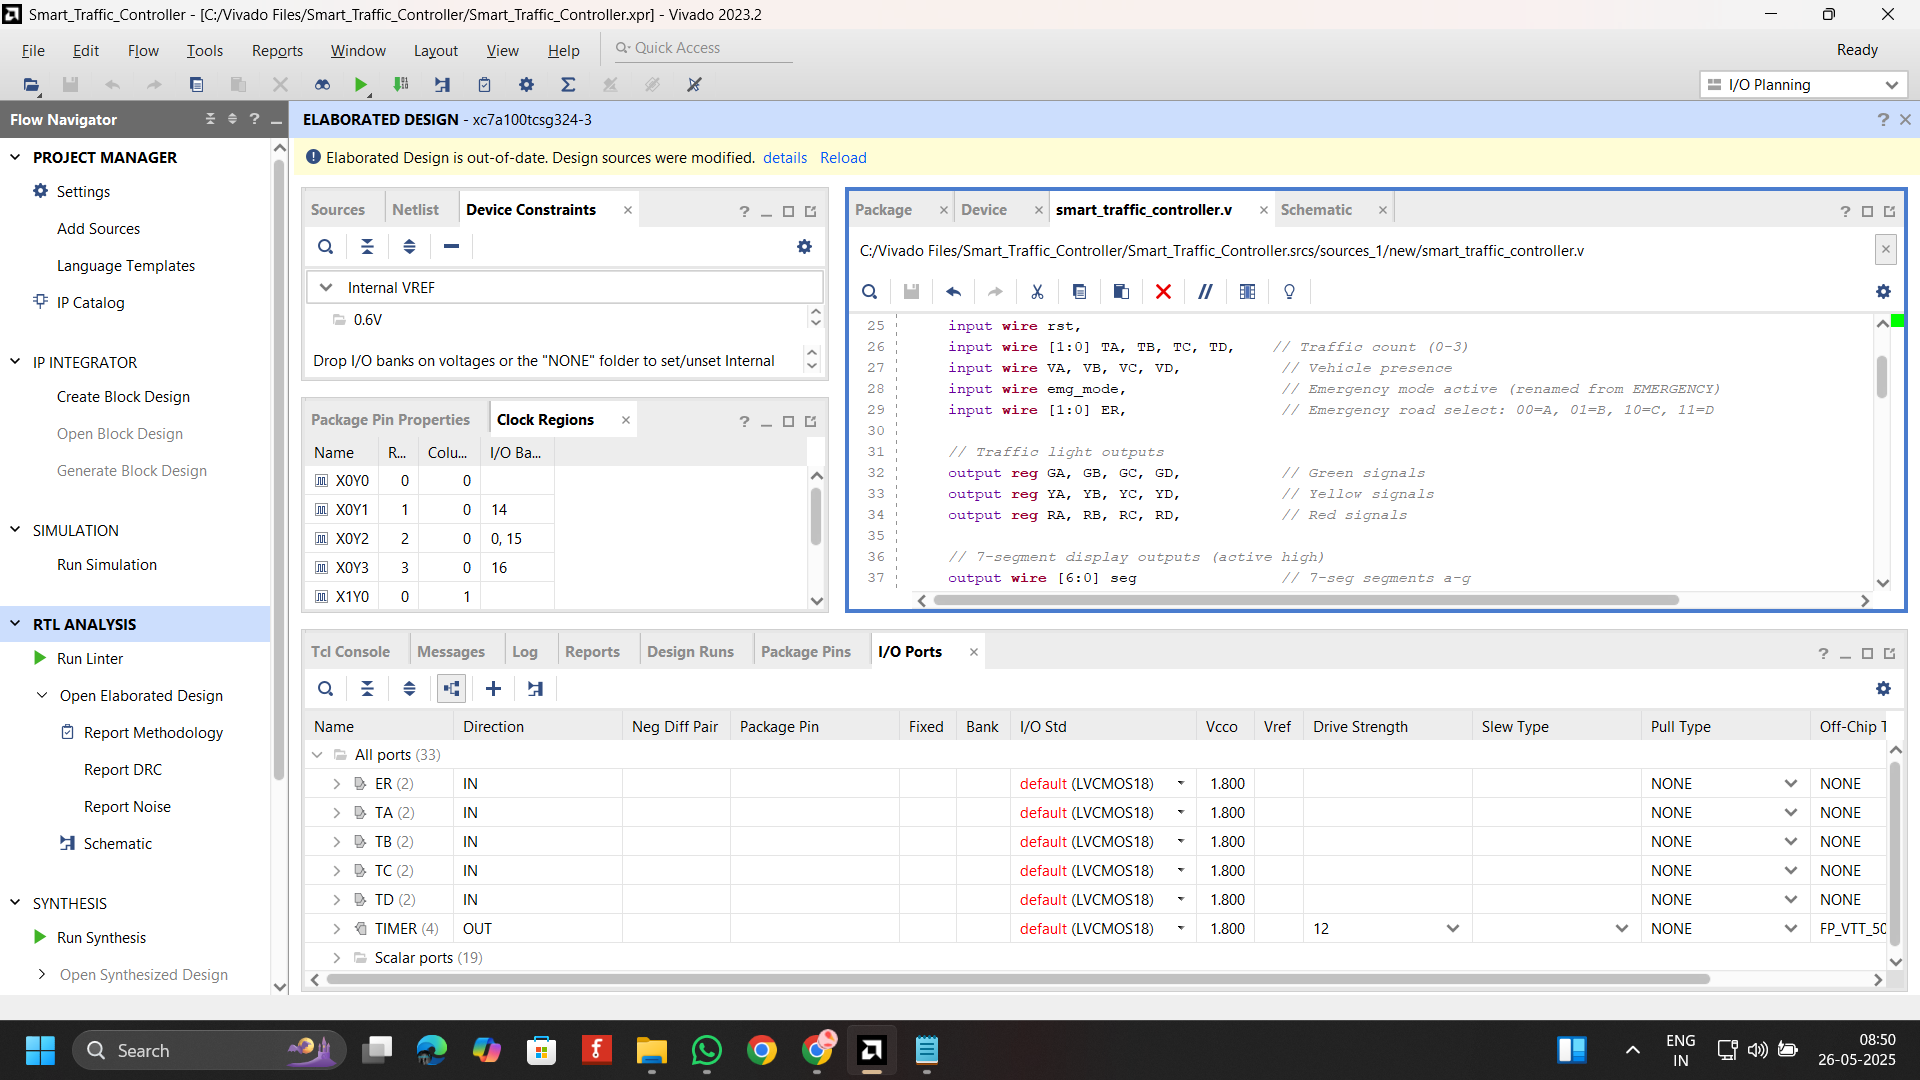 Smart_Traffic_Controller - [C:/Vivado Files/Smart_Traffic_Controller/Smart_Traffic_Controller.xpr] - Vivado 2023.2
File Edit Flow Tools Reports Window Layout View Help Quick Access
Ready
I/O Planning
Flow Navigator
PROJECT MANAGER
Settings
Add Sources
Language Templates
IP Catalog
IP INTEGRATOR
Create Block Design
Open Block Design
Generate Block Design
SIMULATION
Run Simulation
RTL ANALYSIS
Run Linter
Open Elaborated Design
Report Methodology
Report DRC
Report Noise
Schematic
SYNTHESIS
Run Synthesis
Open Synthesized Design
ELABORATED DESIGN - xc7a100tcsg324-3
Elaborated Design is out-of-date. Design sources were modified. details Reload
Sources Netlist Device Constraints
Internal VREF
0.6V
Drop I/O banks on voltages or the "NONE" folder to set/unset Internal
Package Pin Properties Clock Regions
Name R... Colu... I/O Ba...
X0Y0 0 0
X0Y1 1 0 14
X0Y2 2 0 0, 15
X0Y3 3 0 16
X1Y0 0 1
Package Device smart_traffic_controller.v Schematic
C:/Vivado Files/Smart_Traffic_Controller/Smart_Traffic_Controller.srcs/sources_1/new/smart_traffic_controller.v
25 input wire rst,
26 input wire [1:0] TA, TB, TC, TD, // Traffic count (0-3)
27 input wire VA, VB, VC, VD, // Vehicle presence
28 input wire emg_mode, // Emergency mode active (renamed from EMERGENCY)
29 input wire [1:0] ER, // Emergency road select: 00=A, 01=B, 10=C, 11=D
30
31 // Traffic light outputs
32 output reg GA, GB, GC, GD, // Green signals
33 output reg YA, YB, YC, YD, // Yellow signals
34 output reg RA, RB, RC, RD, // Red signals
35
36 // 7-segment display outputs (active high)
37 output wire [6:0] seg // 7-seg segments a-g
Tcl Console Messages Log Reports Design Runs Package Pins I/O Ports
Name Direction Neg Diff Pair Package Pin Fixed Bank I/O Std Vcco Vref Drive Strength Slew Type Pull Type Off-Chip T
All ports (33)
ER (2) IN default (LVCMOS18) 1.800 NONE NONE
TA (2) IN default (LVCMOS18) 1.800 NONE NONE
TB (2) IN default (LVCMOS18) 1.800 NONE NONE
TC (2) IN default (LVCMOS18) 1.800 NONE NONE
TD (2) IN default (LVCMOS18) 1.800 NONE NONE
TIMER (4) OUT default (LVCMOS18) 1.800 12 NONE FP_VTT_50
Scalar ports (19)
Search
ENG
IN
08:50
26-05-2025